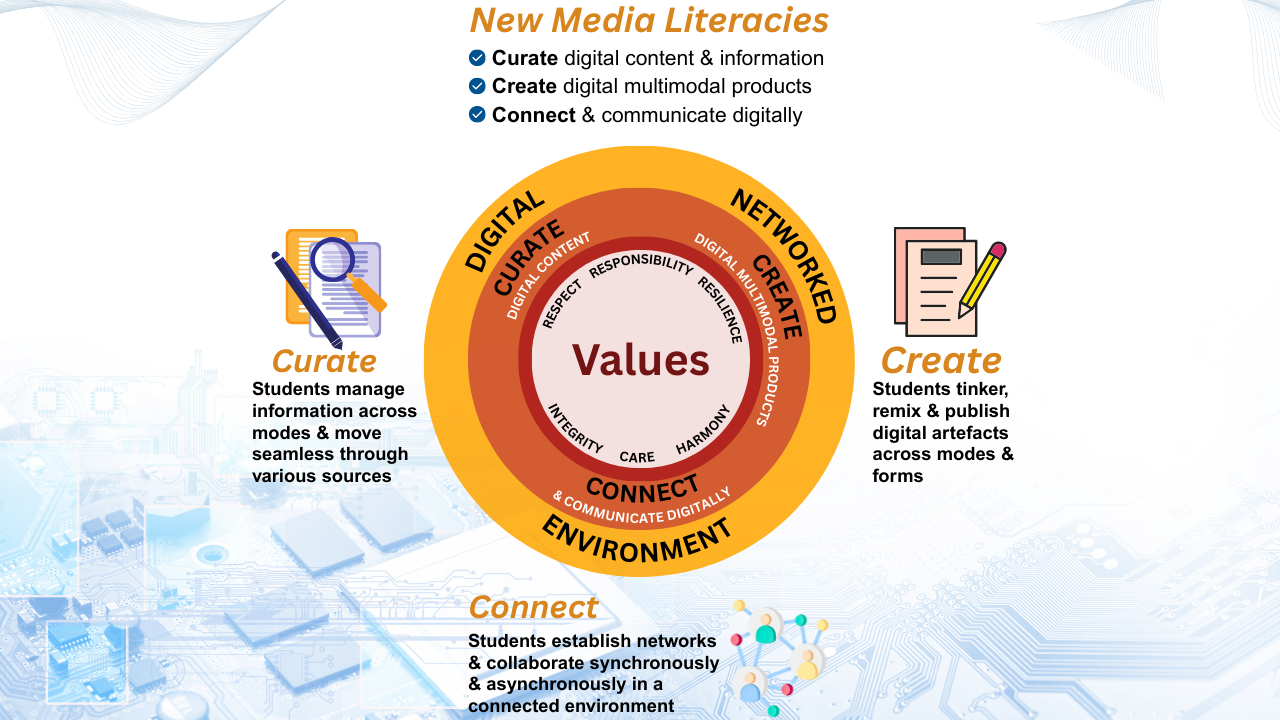 New Media Literacies
Curate digital content & information
Create digital multimodal products
Connect & communicate digitally
DIGITAL
NETWORKED
ENVIRONMENT
CURATE
DIGITAL CONTENT
CREATE
DIGITAL MULTIMODAL PRODUCTS
CONNECT
& COMMUNICATE DIGITALLY
RESPECT
RESPONSIBILITY
RESILIENCE
Values
INTEGRITY
CARE
HARMONY
Curate
Students manage
information across
modes & move
seamless through
various sources
Create
Students tinker,
remix & publish
digital artefacts
across modes &
forms
Connect
Students establish networks
& collaborate synchronously
& asynchronously in a
connected environment